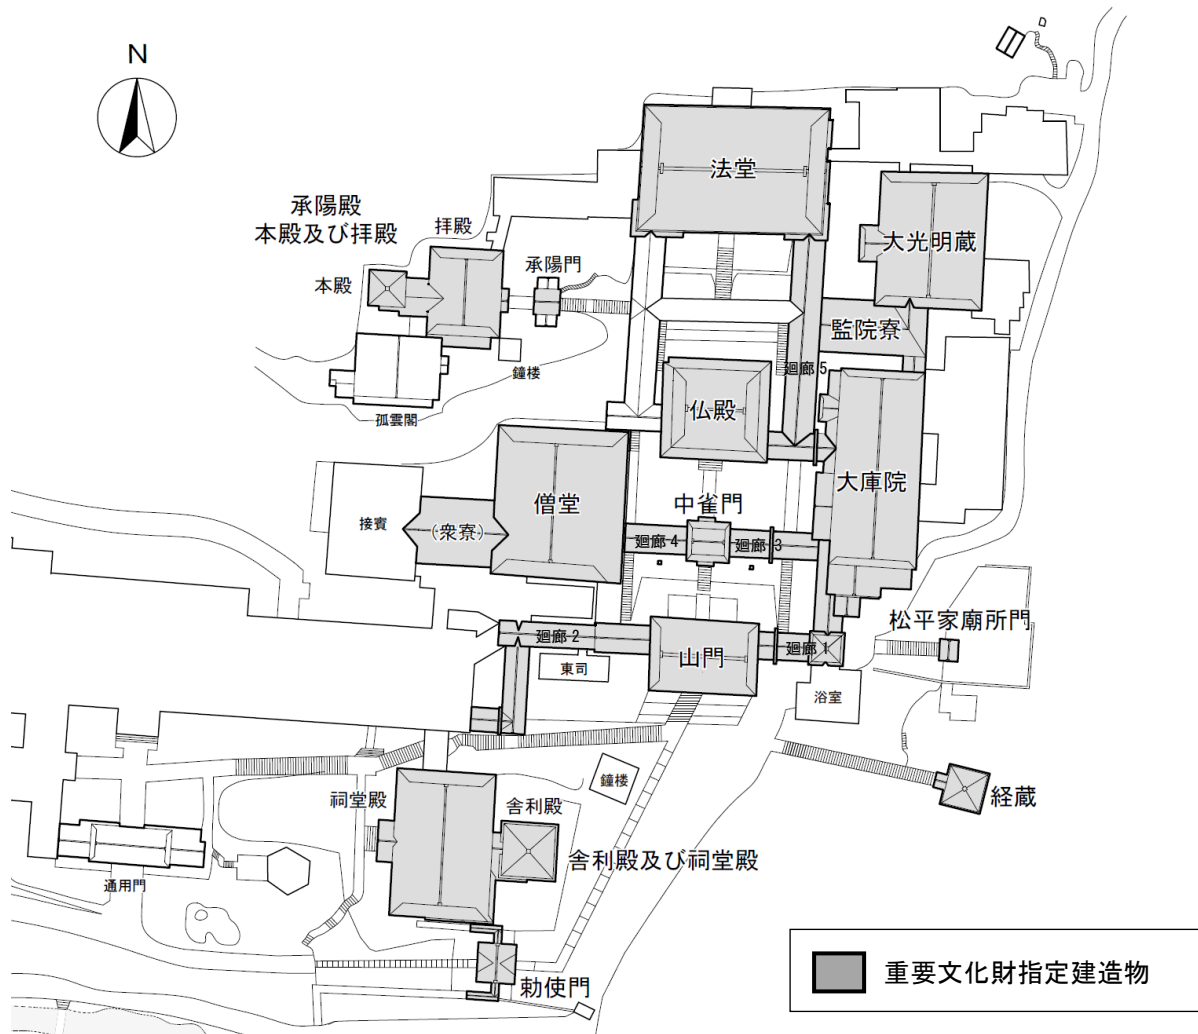 N
法堂
承陽殿
本殿及び拝殿
拝殿
大光明蔵
承陽門
本殿
監院寮
廻廊 5
鐘楼
仏殿
孤雲閣
大庫院
中雀門
僧堂
接賓
(衆寮)
廻廊 4
廻廊 3
松平家廟所門
廻廊 2
山門
廻廊 1
東司
浴室
鐘楼
経蔵
祠堂殿
舎利殿
舎利殿及び祠堂殿
通用門
勅使門
重要文化財指定建造物